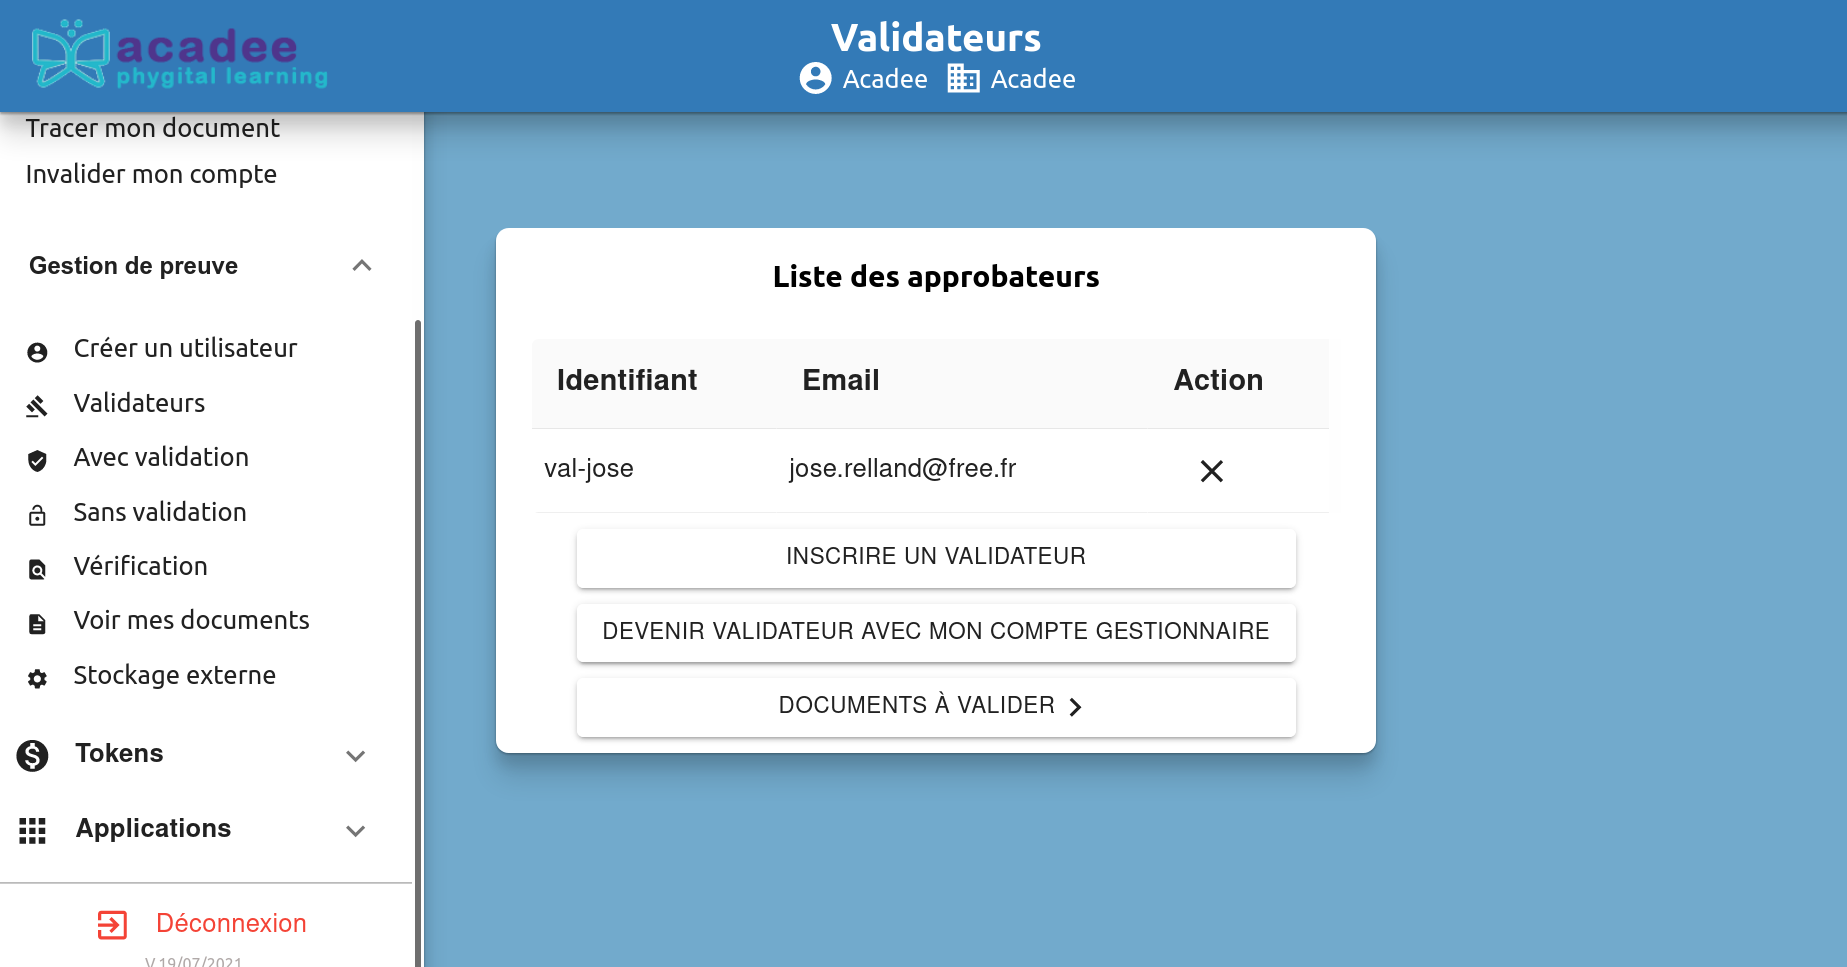 acadee
phygital learning
Validateurs
Acadee Acadee
Tracer mon document
Invalider mon compte
Gestion de preuve
Créer un utilisateur
Validateurs
Avec validation
Sans validation
Vérification
Voir mes documents
Stockage externe
Tokens
Applications
Déconnexion
V 19/07/2021
Liste des approbateurs
Identifiant Email Action
val-jose jose.relland@free.fr
INSCRIRE UN VALIDATEUR
DEVENIR VALIDATEUR AVEC MON COMPTE GESTIONNAIRE
DOCUMENTS À VALIDER